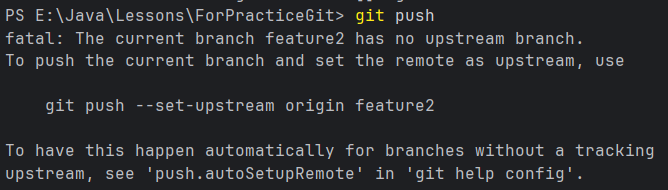 PS E:\Java\Lessons\ForPracticeGit> git push
fatal: The current branch feature2 has no upstream branch.
To push the current branch and set the remote as upstream, use
    git push --set-upstream origin feature2
To have this happen automatically for branches without a tracking
upstream, see 'push.autoSetupRemote' in 'git help config'.